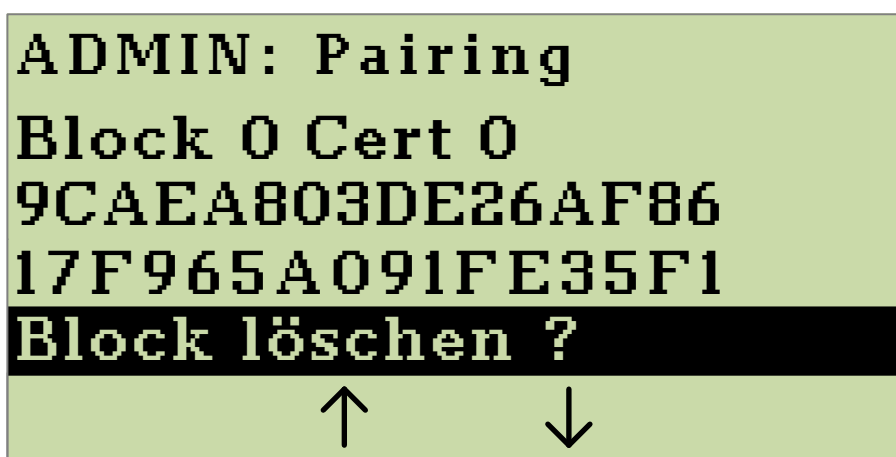 ADMIN: Pairing
Block 0 Cert 0
9CAEA803DE26AF86
17F965A091FE35F1
Block löschen ?
↑ ↓